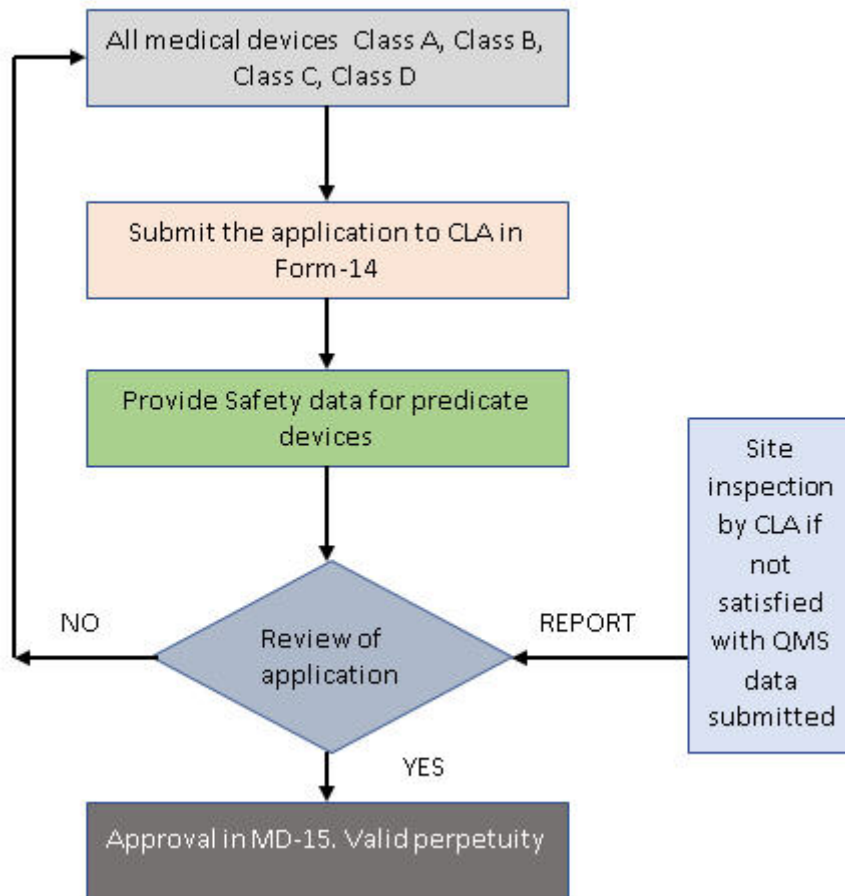 All medical devices  Class A, Class B,
Class C, Class D
Submit the application to CLA in
Form-14
Provide Safety data for predicate
devices
Site
inspection
by CLA if
not
satisfied
with QMS
data
submitted
NO
Review of
application
REPORT
YES
Approval in MD-15. Valid perpetuity